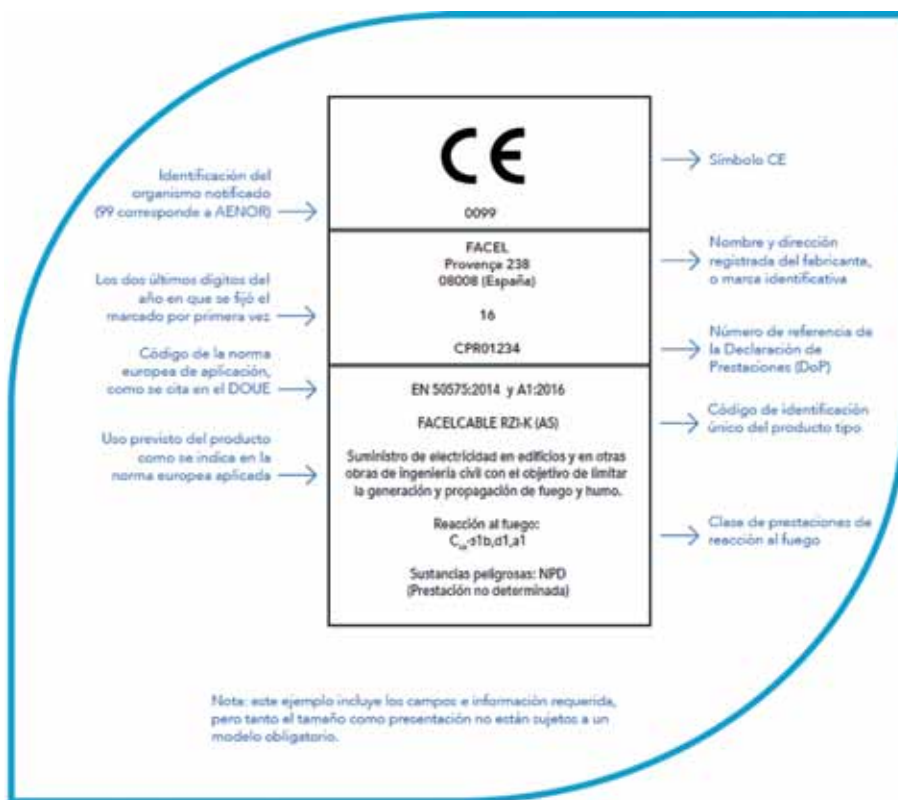 CE
0099
FACEL
Provença 238
08008 (España)
16
CPR01234
EN 50575:2014 y A1:2016
FACELCABLE RZI-K (AS)
Suministro de electricidad en edificios y en otras
obras de ingeniería civil con el objetivo de limitar
la generación y propagación de fuego y humo.
Reacción al fuego:
Cca-s1b,d1,a1
Sustancias peligrosas: NPD
(Prestación no determinada)
Identificación del
organismo notificado
(99 corresponde a AENOR)
Los dos últimos dígitos del
año en que se fijó el
marcado por primera vez
Código de la norma
europea de aplicación,
como se cita en el DOUE
Uso previsto del producto
como se indica en la
norma europea aplicada
Símbolo CE
Nombre y dirección
registrada del fabricante,
o marca identificativa
Número de referencia de
la Declaración de
Prestaciones (DoP)
Código de identificación
único del producto tipo
Clase de prestaciones de
reacción al fuego
Nota: este ejemplo incluye los campos e información requerida,
pero tanto el tamaño como presentación no están sujetos a un
modelo obligatorio.